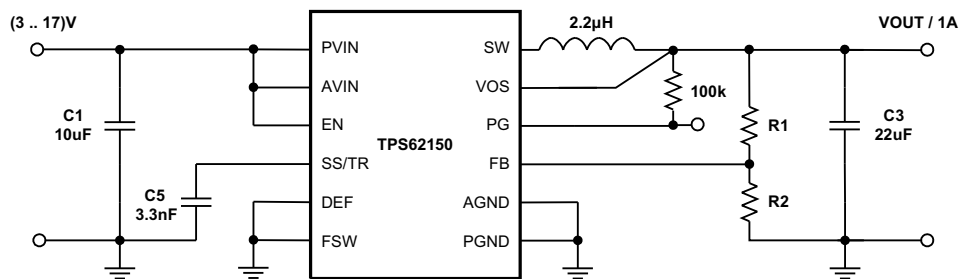 (3 .. 17)V
2.2µH
VOUT / 1A
PVIN
SW
AVIN
VOS
100k
C1
10uF
EN
PG
TPS62150
R1
C3
22uF
SS/TR
FB
C5
3.3nF
DEF
AGND
R2
FSW
PGND